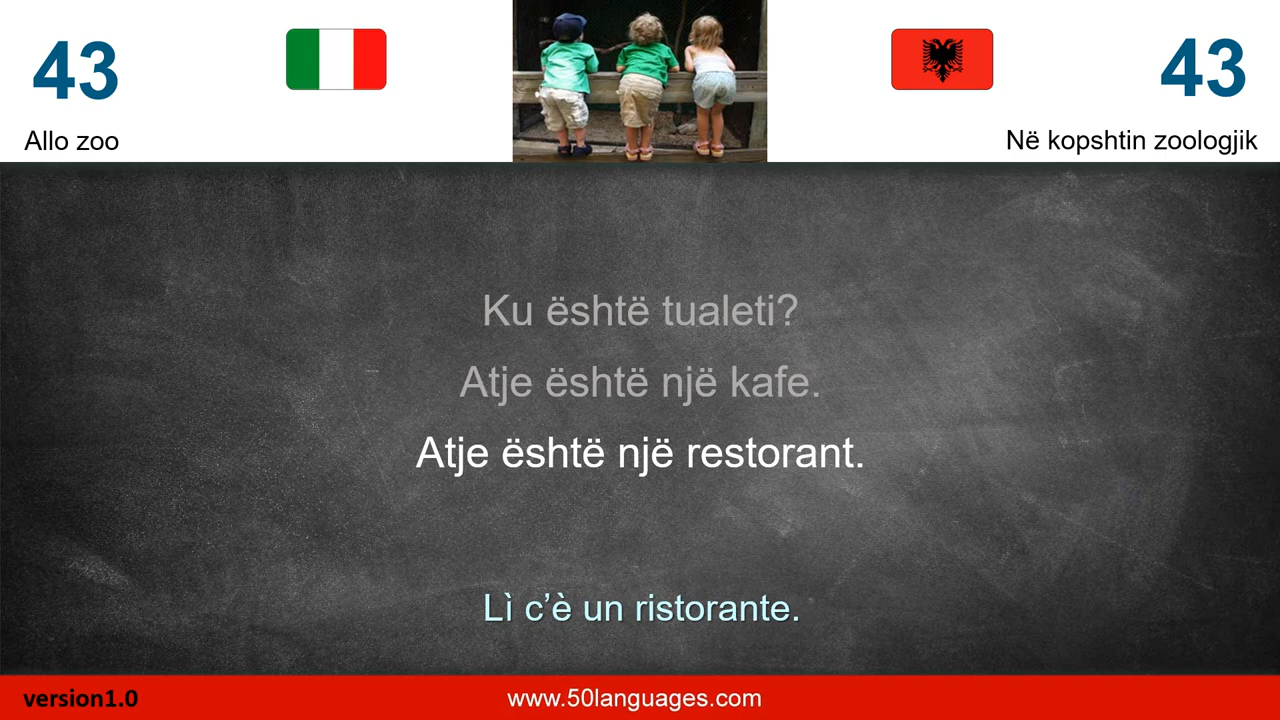 43
43
Allo zoo
Në kopshtin zoologjik
Ku është tualeti?
Atje është një kafe.
Atje është një restorant.
Lì c’è un ristorante.
version1.0
www.50languages.com